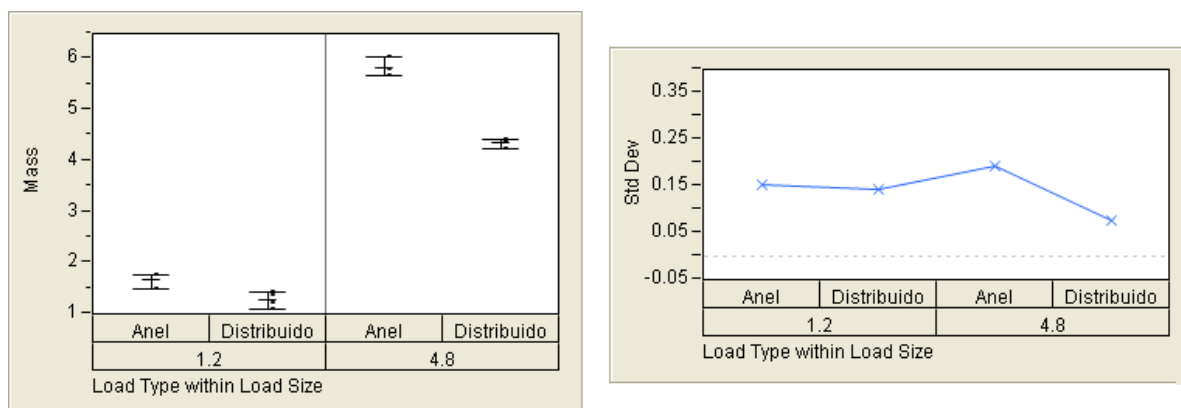 6
5
4
3
2
1
Mass
Anel Distribuido Anel Distribuido
1.2 4.8
Load Type within Load Size
0.35
0.25
0.15
0.05
-0.05
Std Dev
Anel Distribuido Anel Distribuido
1.2 4.8
Load Type within Load Size